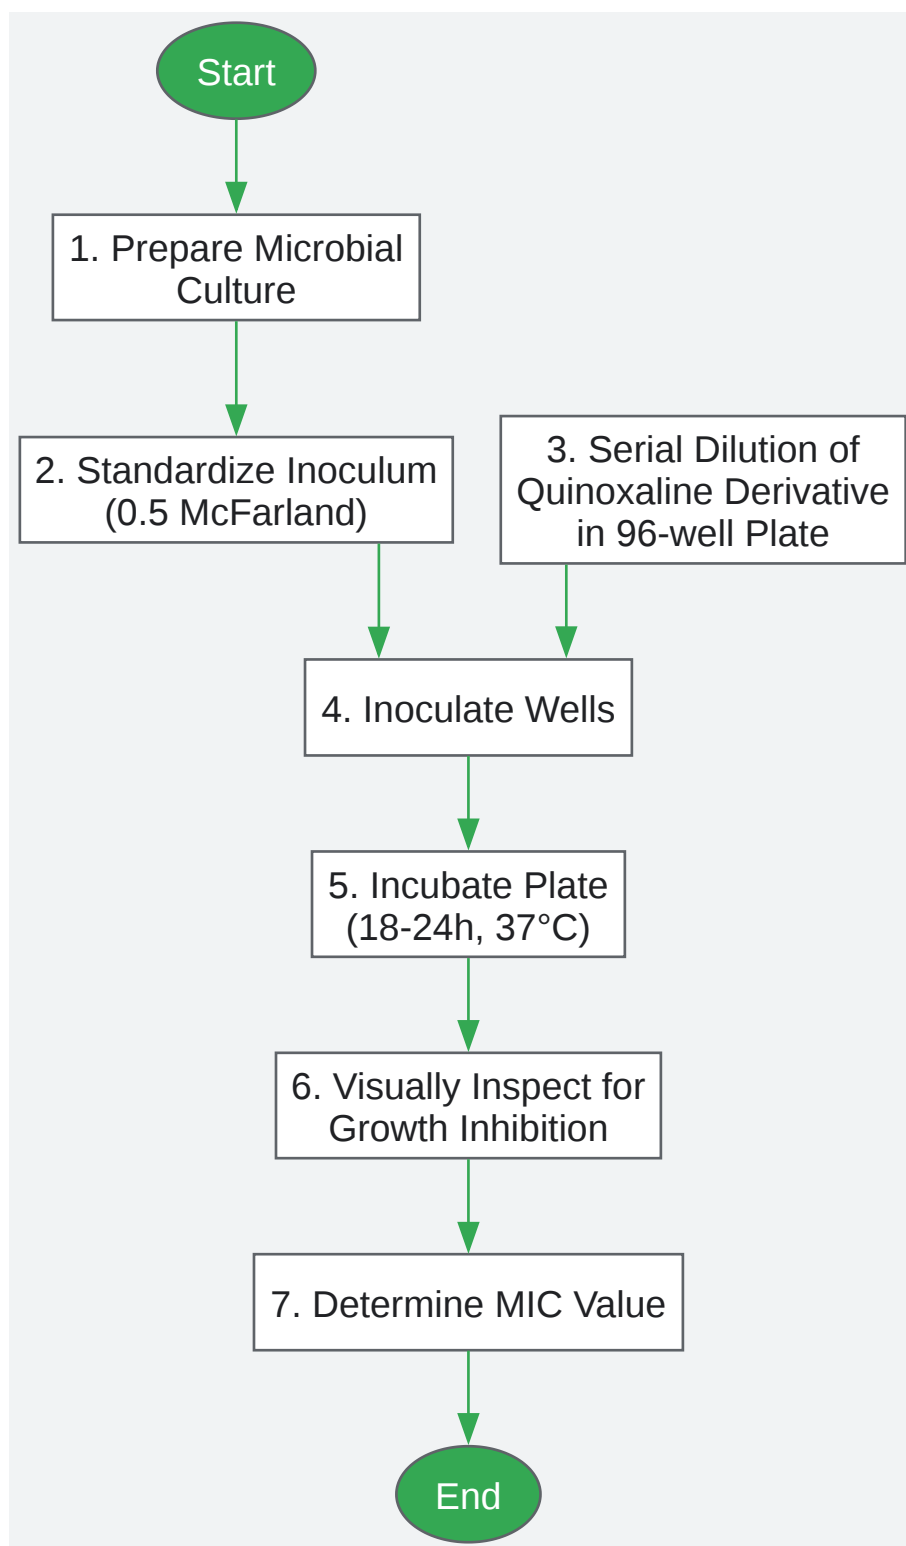 Start
1. Prepare Microbial
Culture
2. Standardize Inoculum
(0.5 McFarland)
3. Serial Dilution of
Quinoxaline Derivative
in 96-well Plate
4. Inoculate Wells
5. Incubate Plate
(18-24h, 37°C)
6. Visually Inspect for
Growth Inhibition
7. Determine MIC Value
End